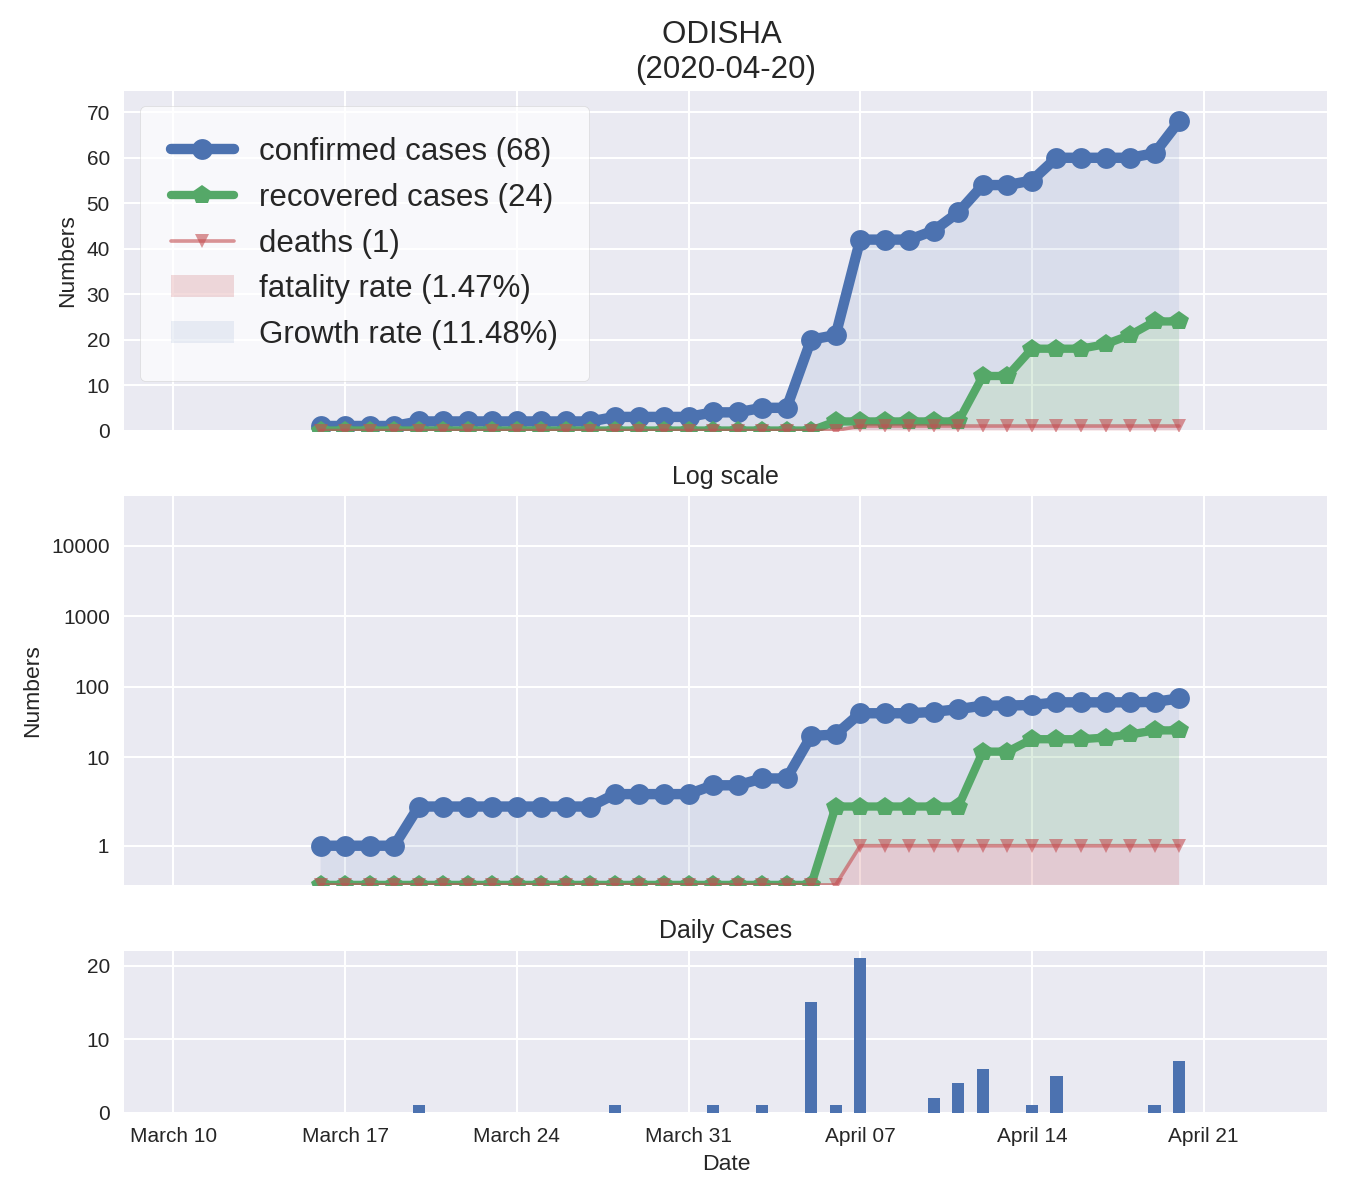 ODISHA
(2020-04-20)
70
60
50
40
30
20
10
0
Numbers
confirmed cases (68)
recovered cases (24)
deaths (1)
fatality rate (1.47%)
Growth rate (11.48%)
Log scale
10000
1000
100
10
1
Numbers
Daily Cases
20
10
0
March 10 March 17 March 24 March 31 April 07 April 14 April 21
Date